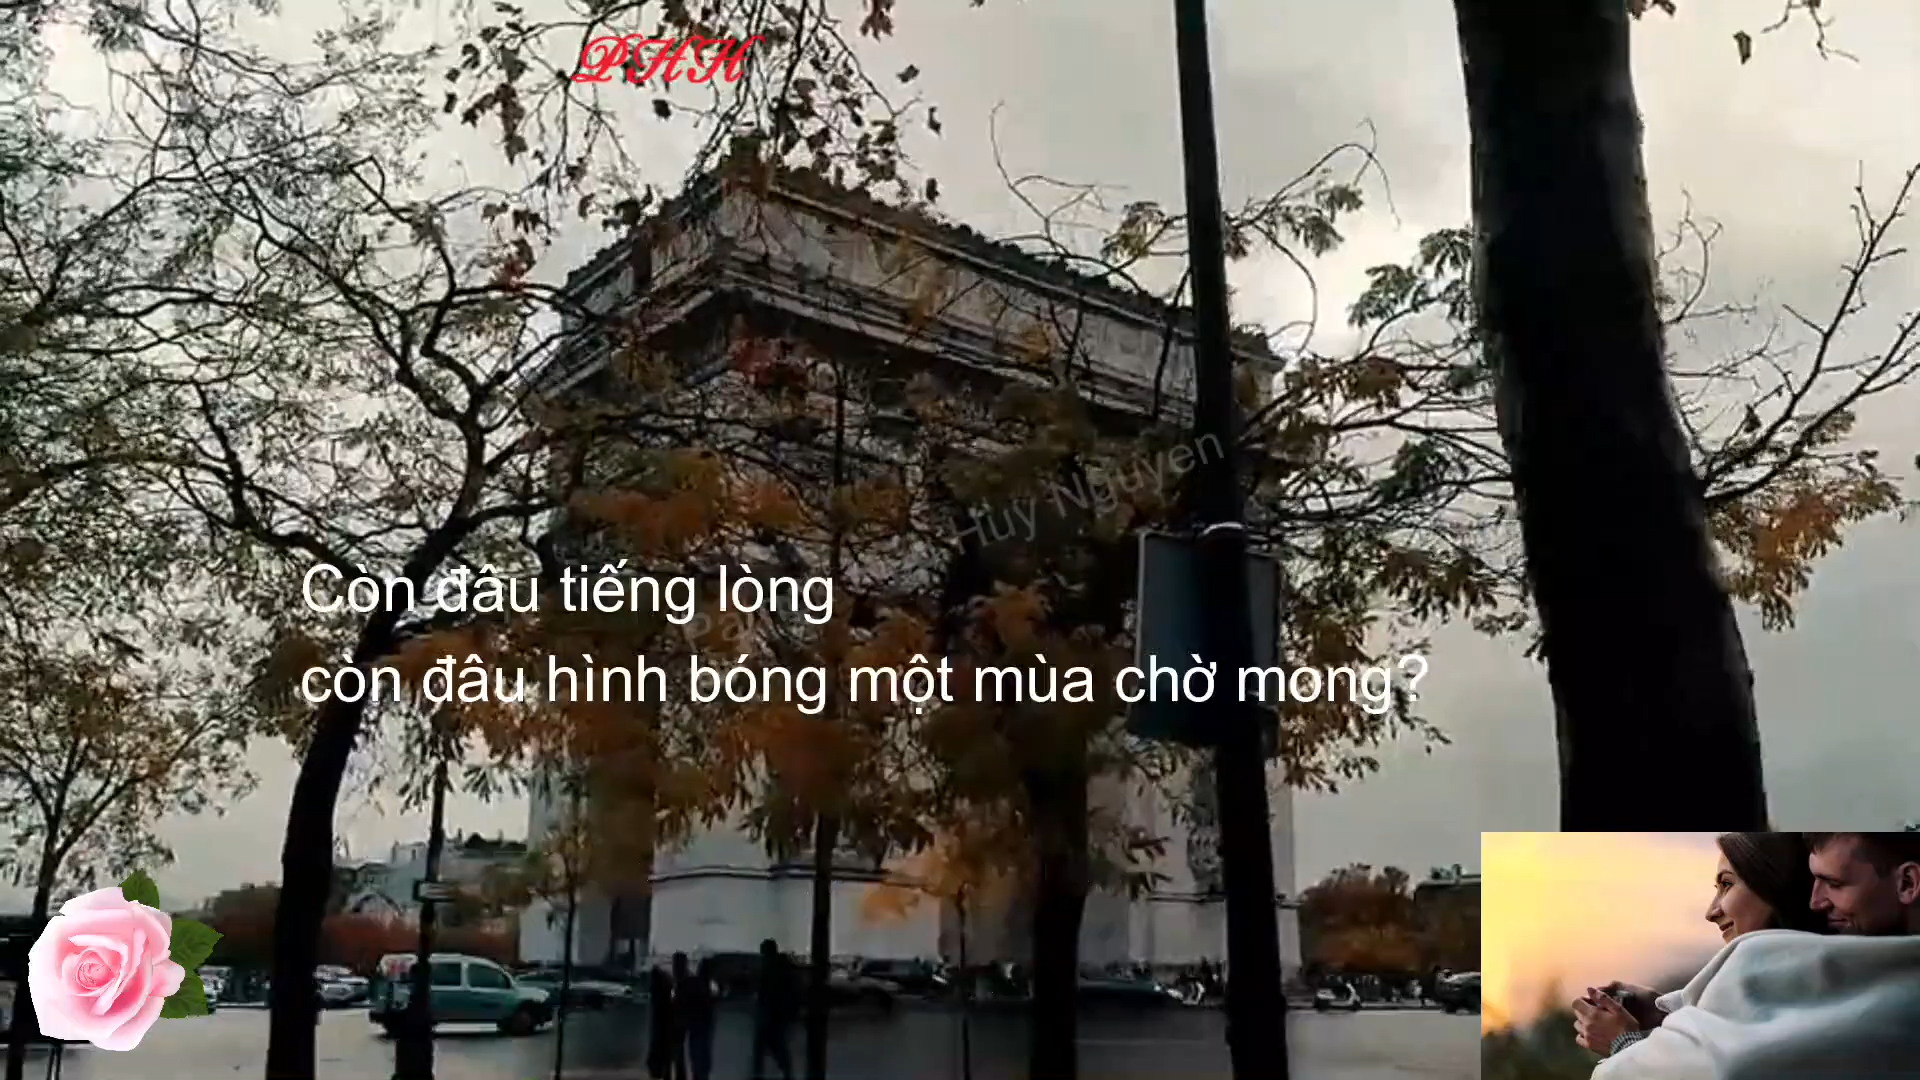 PHH
Huy Nguyen
Còn đâu tiếng lòng
còn đâu hình bóng một mùa chờ mong?